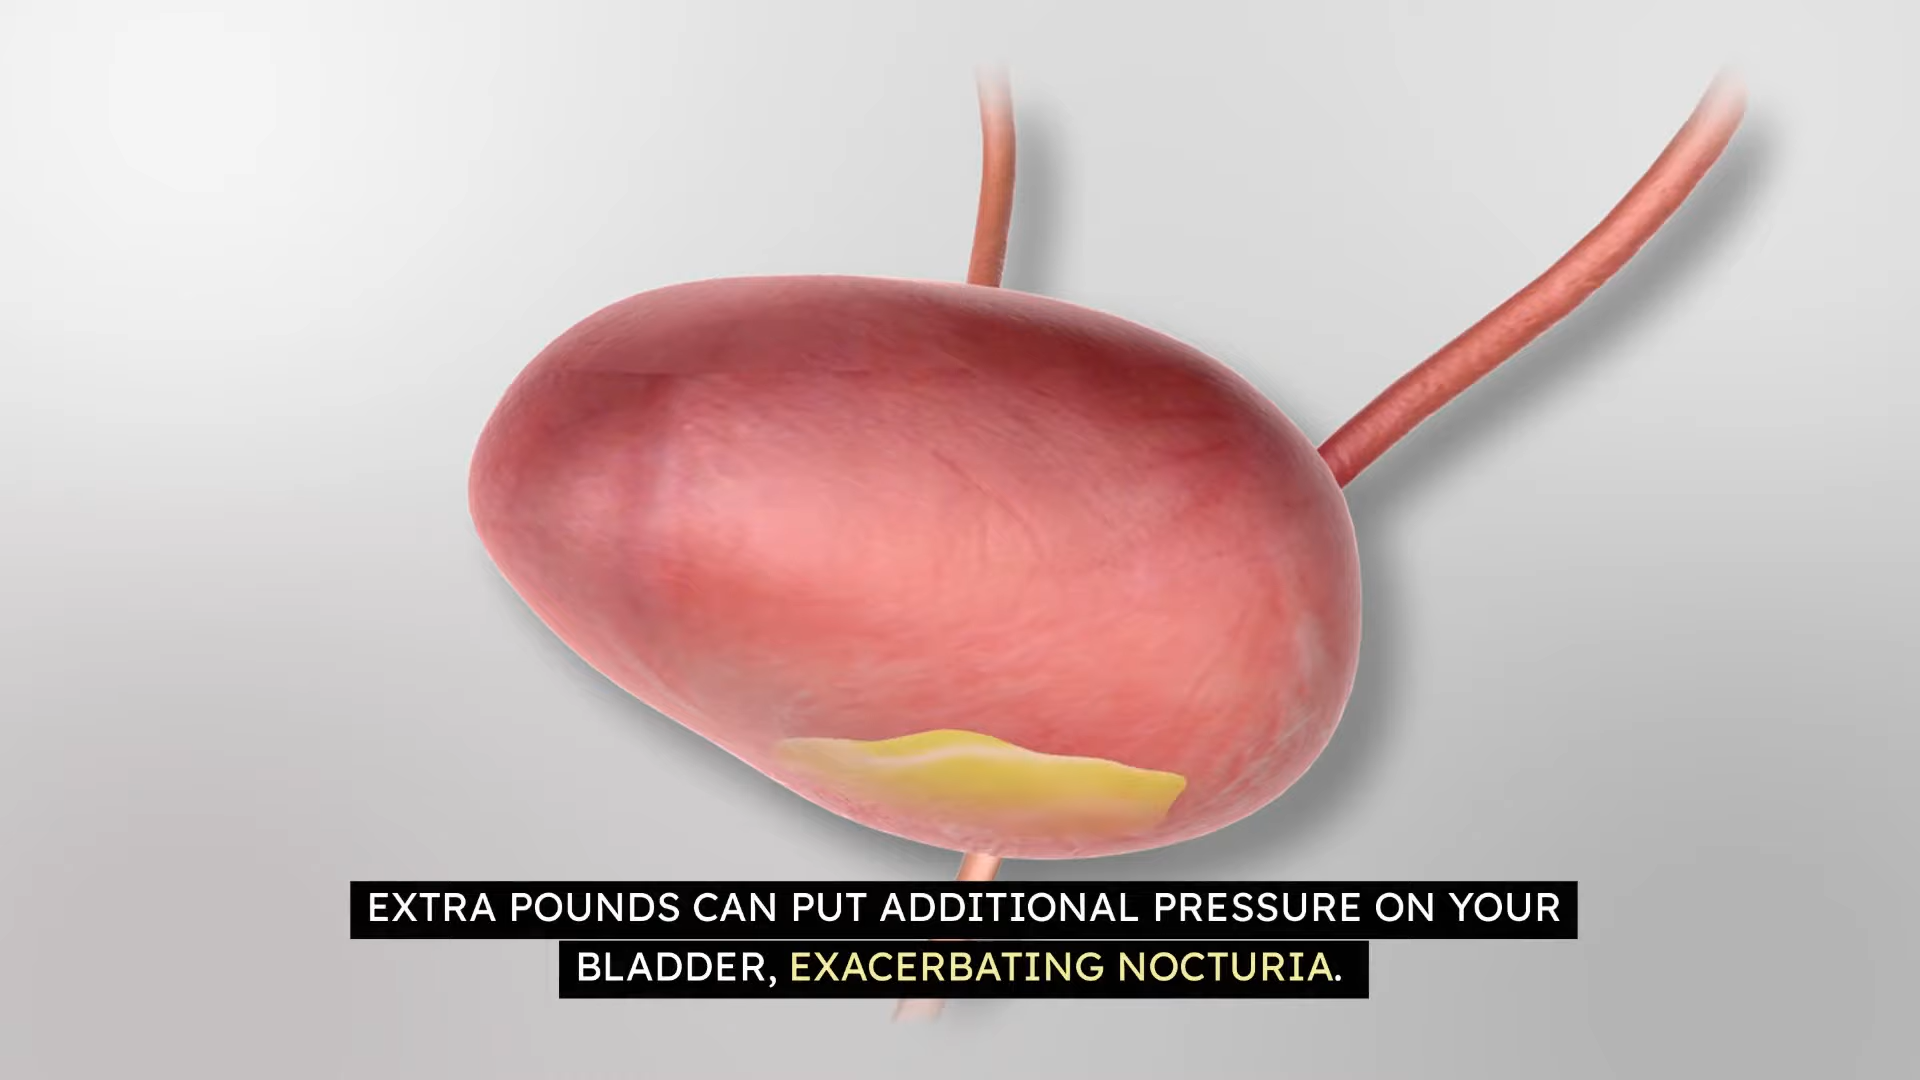 EXTRA POUNDS CAN PUT ADDITIONAL PRESSURE ON YOUR
BLADDER, EXACERBATING NOCTURIA.